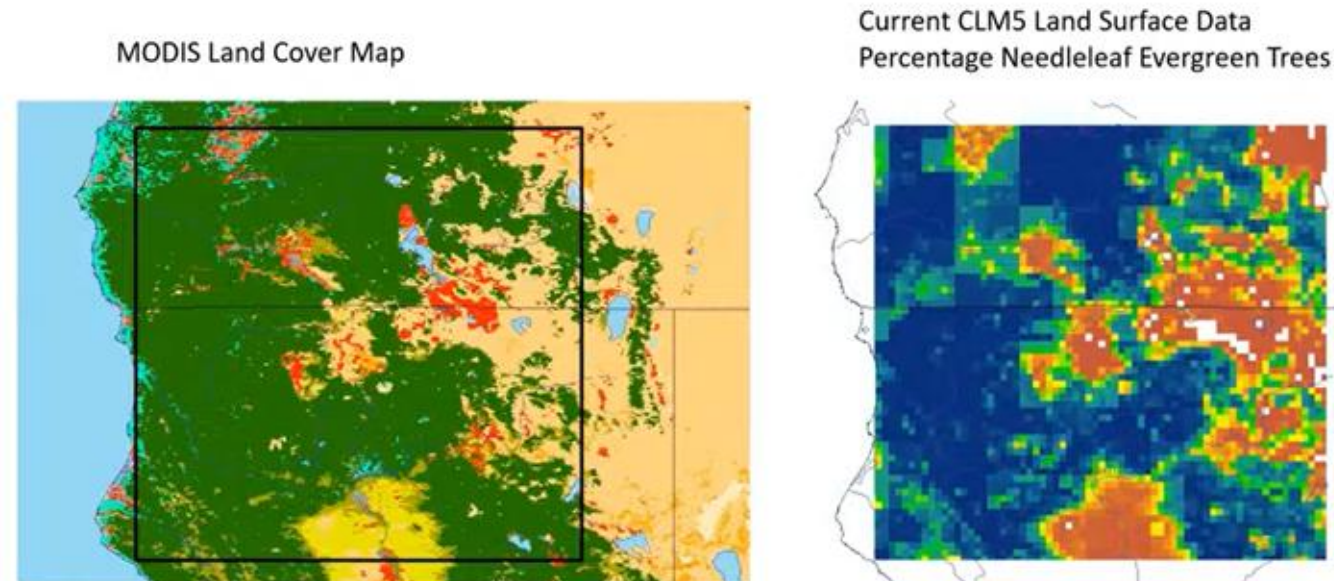 Current CLM5 Land Surface Data
MODIS Land Cover Map
Percentage Needleleaf Evergreen Trees